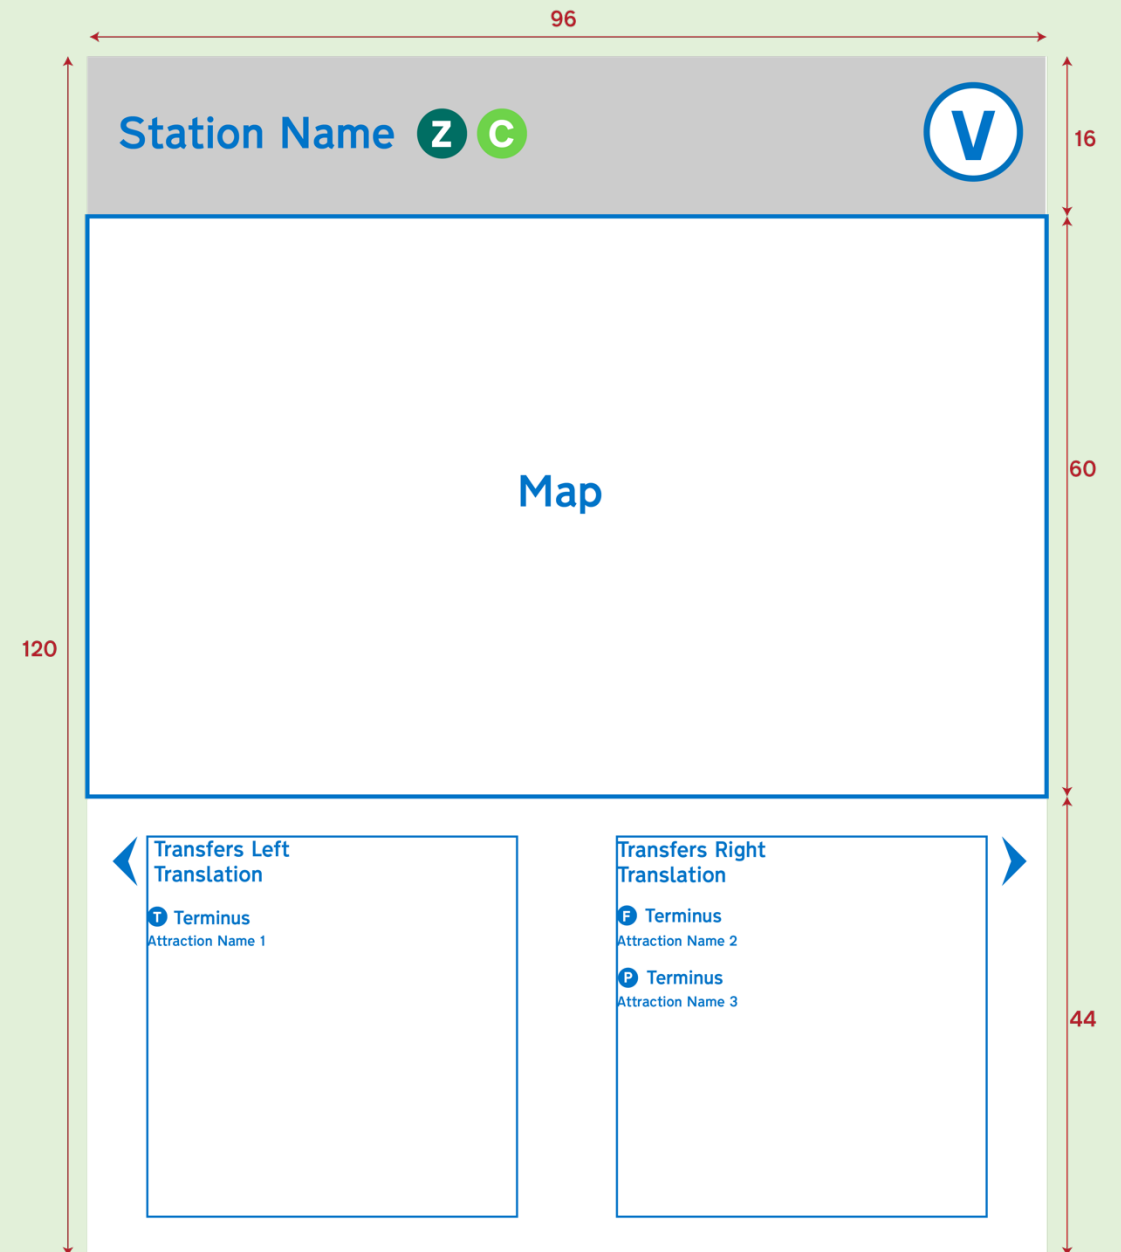 96
Station Name Z C V
16
Map
60
120
Transfers Left
Translation
T Terminus
Attraction Name 1
Transfers Right
Translation
F Terminus
Attraction Name 2
P Terminus
Attraction Name 3
44